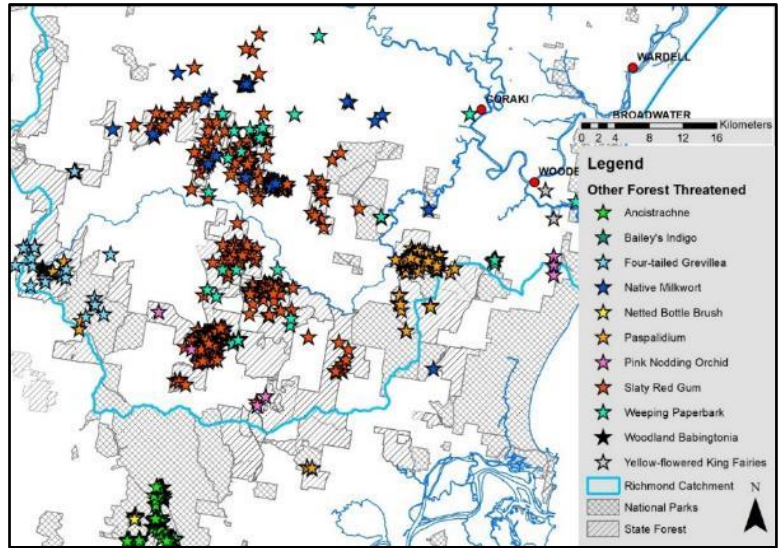 WARDELL
CORAKI
BROADWATER
Kilometers
0 2 4 8 12 16
Legend
Other Forest Threatened
Ancistrachne
Bailey's Indigo
Four-tailed Grevillea
Native Milkwort
Netted Bottle Brush
Paspalidium
Pink Nodding Orchid
Slaty Red Gum
Weeping Paperbark
Woodland Babingtonia
Yellow-flowered King Fairies
Richmond Catchment
National Parks
State Forest
N